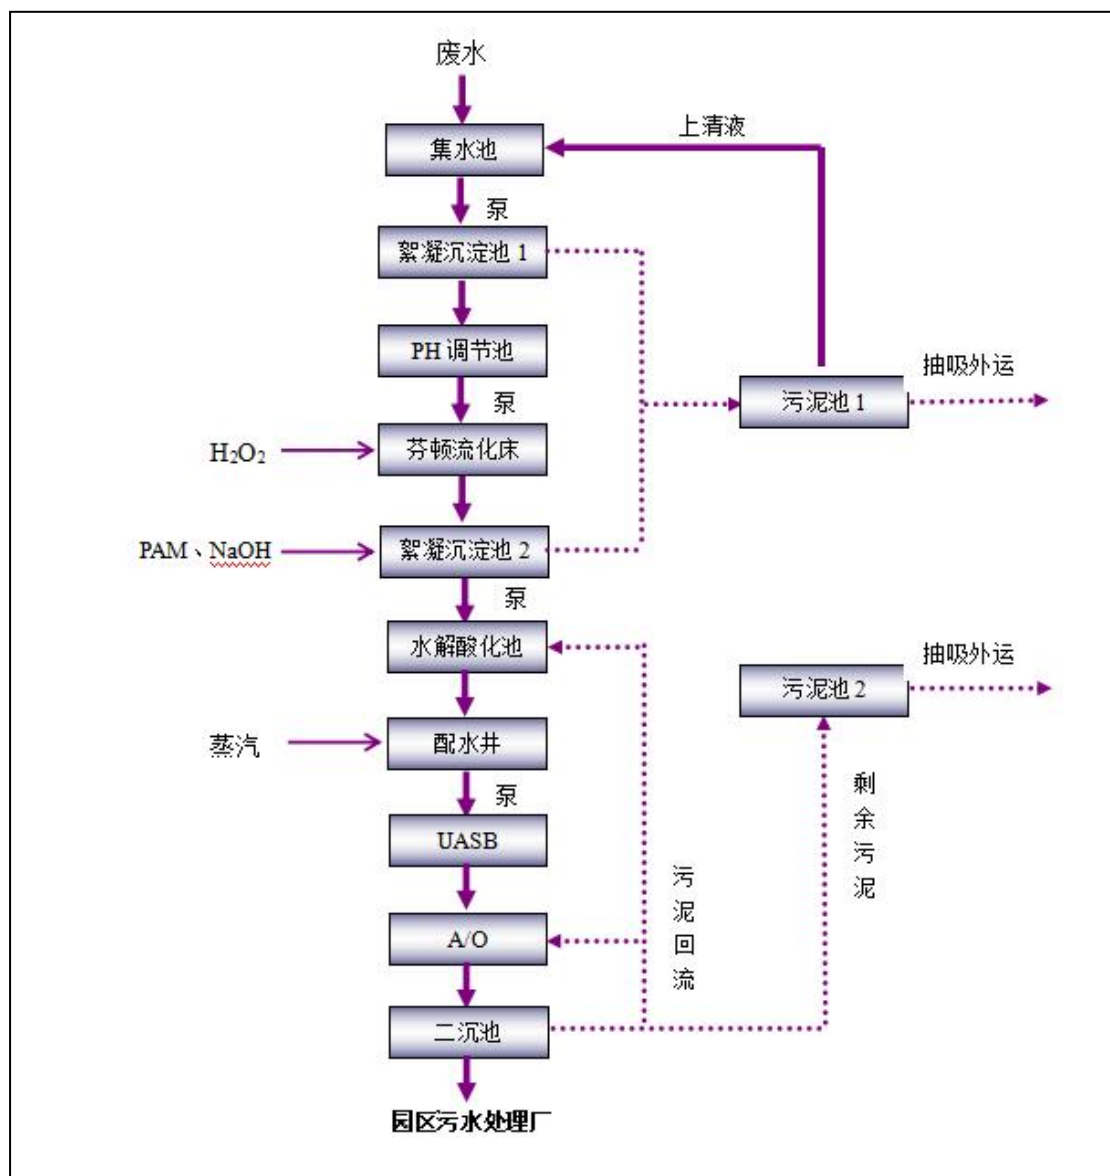 废水
上清液
集水池
泵
絮凝沉淀池 1
PH 调节池
抽吸外运
污泥池 1
泵
H₂O₂
芬顿流化床
PAM、NaOH
絮凝沉淀池 2
泵
水解酸化池
抽吸外运
污泥池 2
蒸汽
配水井
泵
剩余污泥
UASB
污泥回流
A/O
二沉池
园区污水处理厂